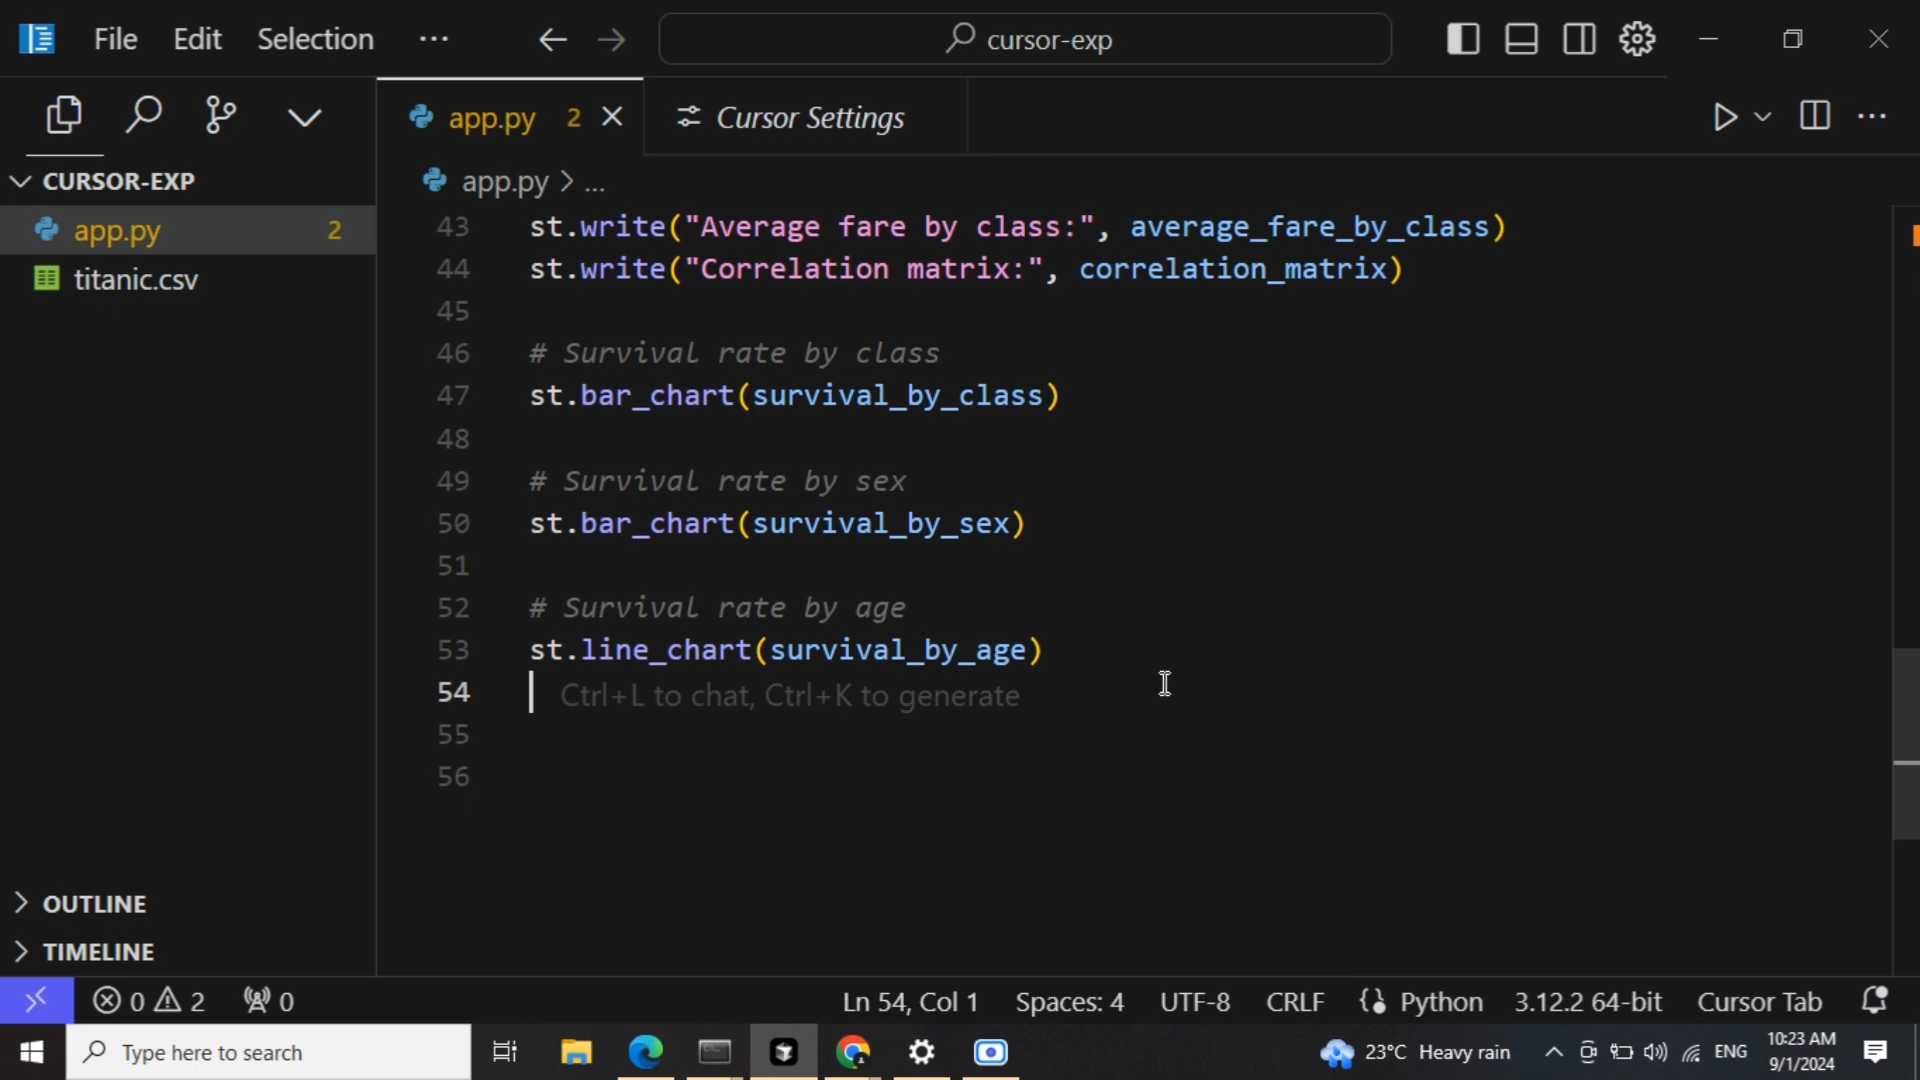 File Edit Selection ... cursor-exp
app.py 2 Cursor Settings
CURSOR-EXP
app.py 2
titanic.csv
OUTLINE
TIMELINE
app.py > ...
43 st.write("Average fare by class:", average_fare_by_class)
44 st.write("Correlation matrix:", correlation_matrix)
45
46 # Survival rate by class
47 st.bar_chart(survival_by_class)
48
49 # Survival rate by sex
50 st.bar_chart(survival_by_sex)
51
52 # Survival rate by age
53 st.line_chart(survival_by_age)
54 Ctrl+L to chat, Ctrl+K to generate
55
56
0 2 0 Ln 54, Col 1 Spaces: 4 UTF-8 CRLF {} Python 3.12.2 64-bit Cursor Tab
Type here to search 23°C Heavy rain ENG 10:23 AM
9/1/2024